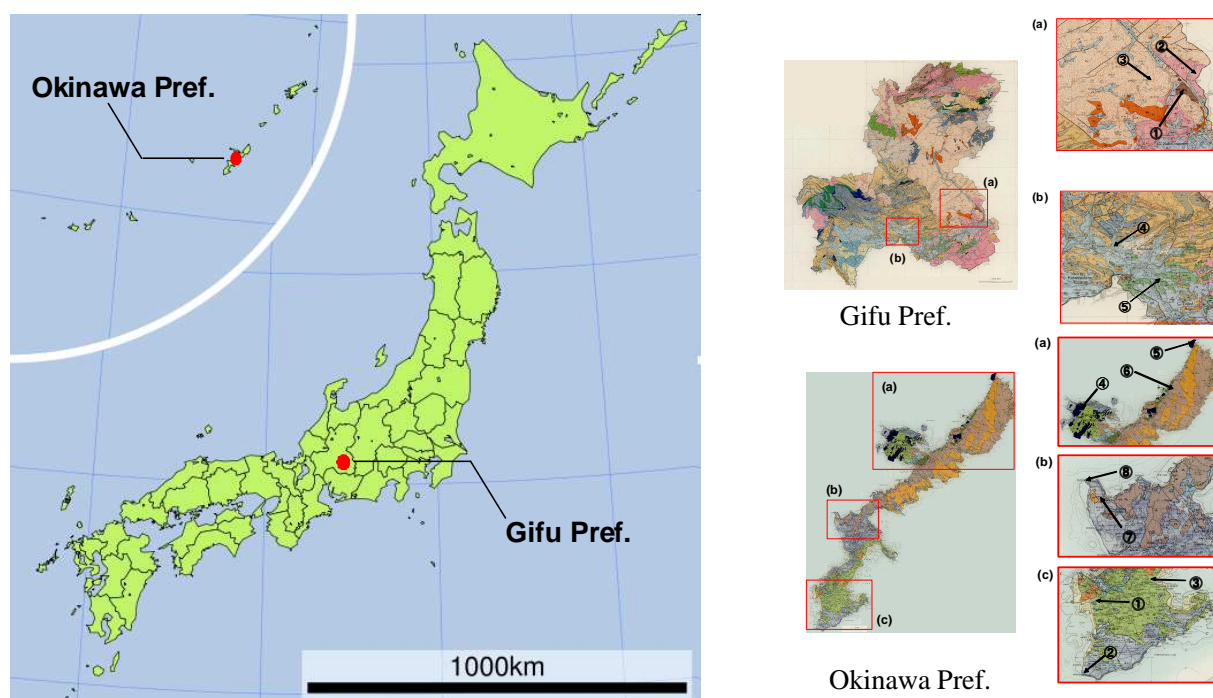 Okinawa Pref.
Gifu Pref.
1000km
(a)
(b)
Gifu Pref.
(a)
②
③
①
(b)
④
⑤
(a)
(b)
(c)
Okinawa Pref.
(a)
⑤
⑥
④
(b)
⑧
⑦
(c)
③
①
②